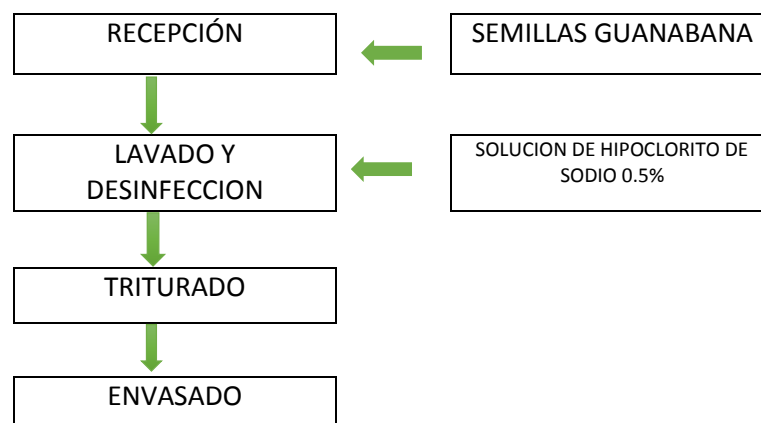 RECEPCIÓN
SEMILLAS GUANABANA
LAVADO Y
DESINFECCION
SOLUCION DE HIPOCLORITO DE
SODIO 0.5%
TRITURADO
ENVASADO